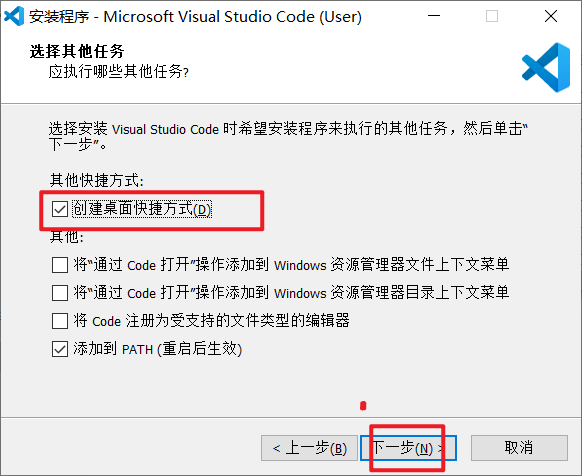 安装程序 - Microsoft Visual Studio Code (User)
选择其他任务
应执行哪些其他任务?
选择安装 Visual Studio Code 时希望安装程序来执行的其他任务，然后单击“
下一步”。
其他快捷方式:
创建桌面快捷方式(D)
其他:
将“通过 Code 打开”操作添加到 Windows 资源管理器文件上下文菜单
将“通过 Code 打开”操作添加到 Windows 资源管理器目录上下文菜单
将 Code 注册为受支持的文件类型的编辑器
添加到 PATH (重启后生效)
< 上一步(B) 下一步(N) > 取消